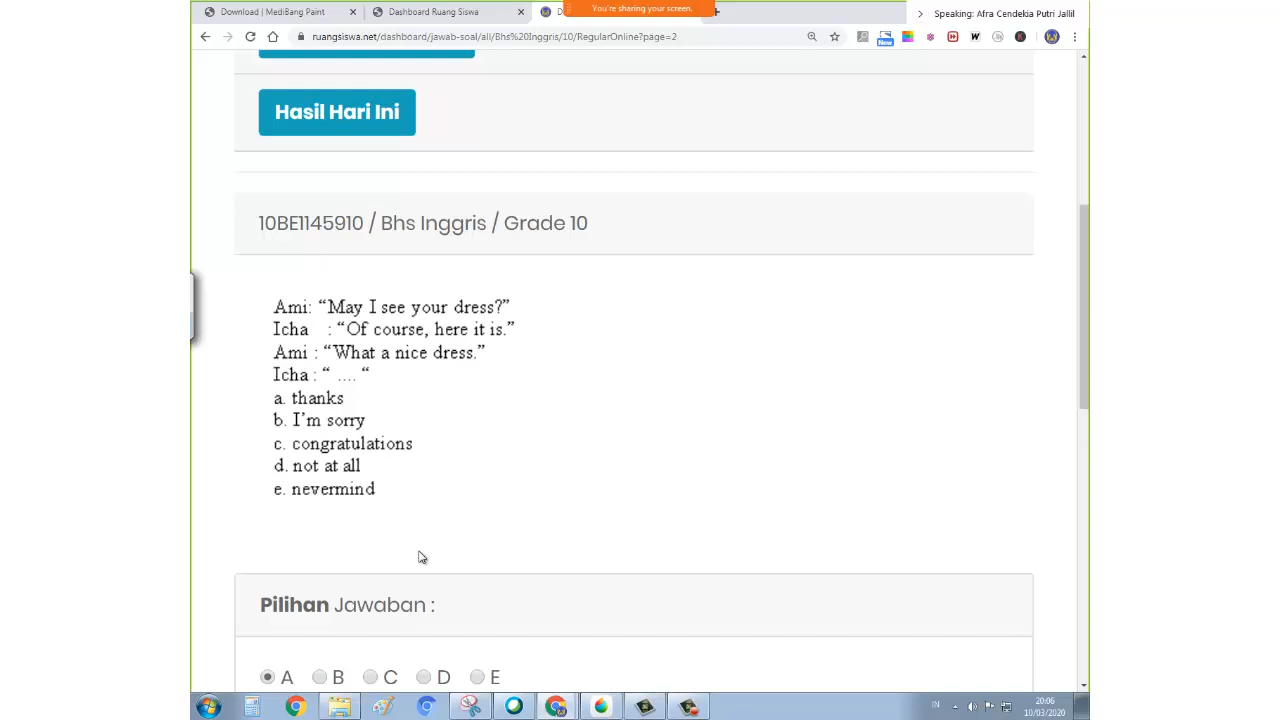 Download | MediBang Paint
Dashboard Ruang Siswa
You're sharing your screen.
Speaking: Afra Cendekia Putri Jallil
ruangsiswa.net/dashboard/jawab-soal/all/Bhs%20Inggris/10/RegularOnline?page=2
New
Hasil Hari Ini
10BE1145910 / Bhs Inggris / Grade 10
Ami: “May I see your dress?”
Icha : “Of course, here it is.”
Ami : “What a nice dress.”
Icha : “ .... “
a. thanks
b. I’m sorry
c. congratulations
d. not at all
e. nevermind
Pilihan Jawaban :
A B C D E
IN
20:06
10/03/2020